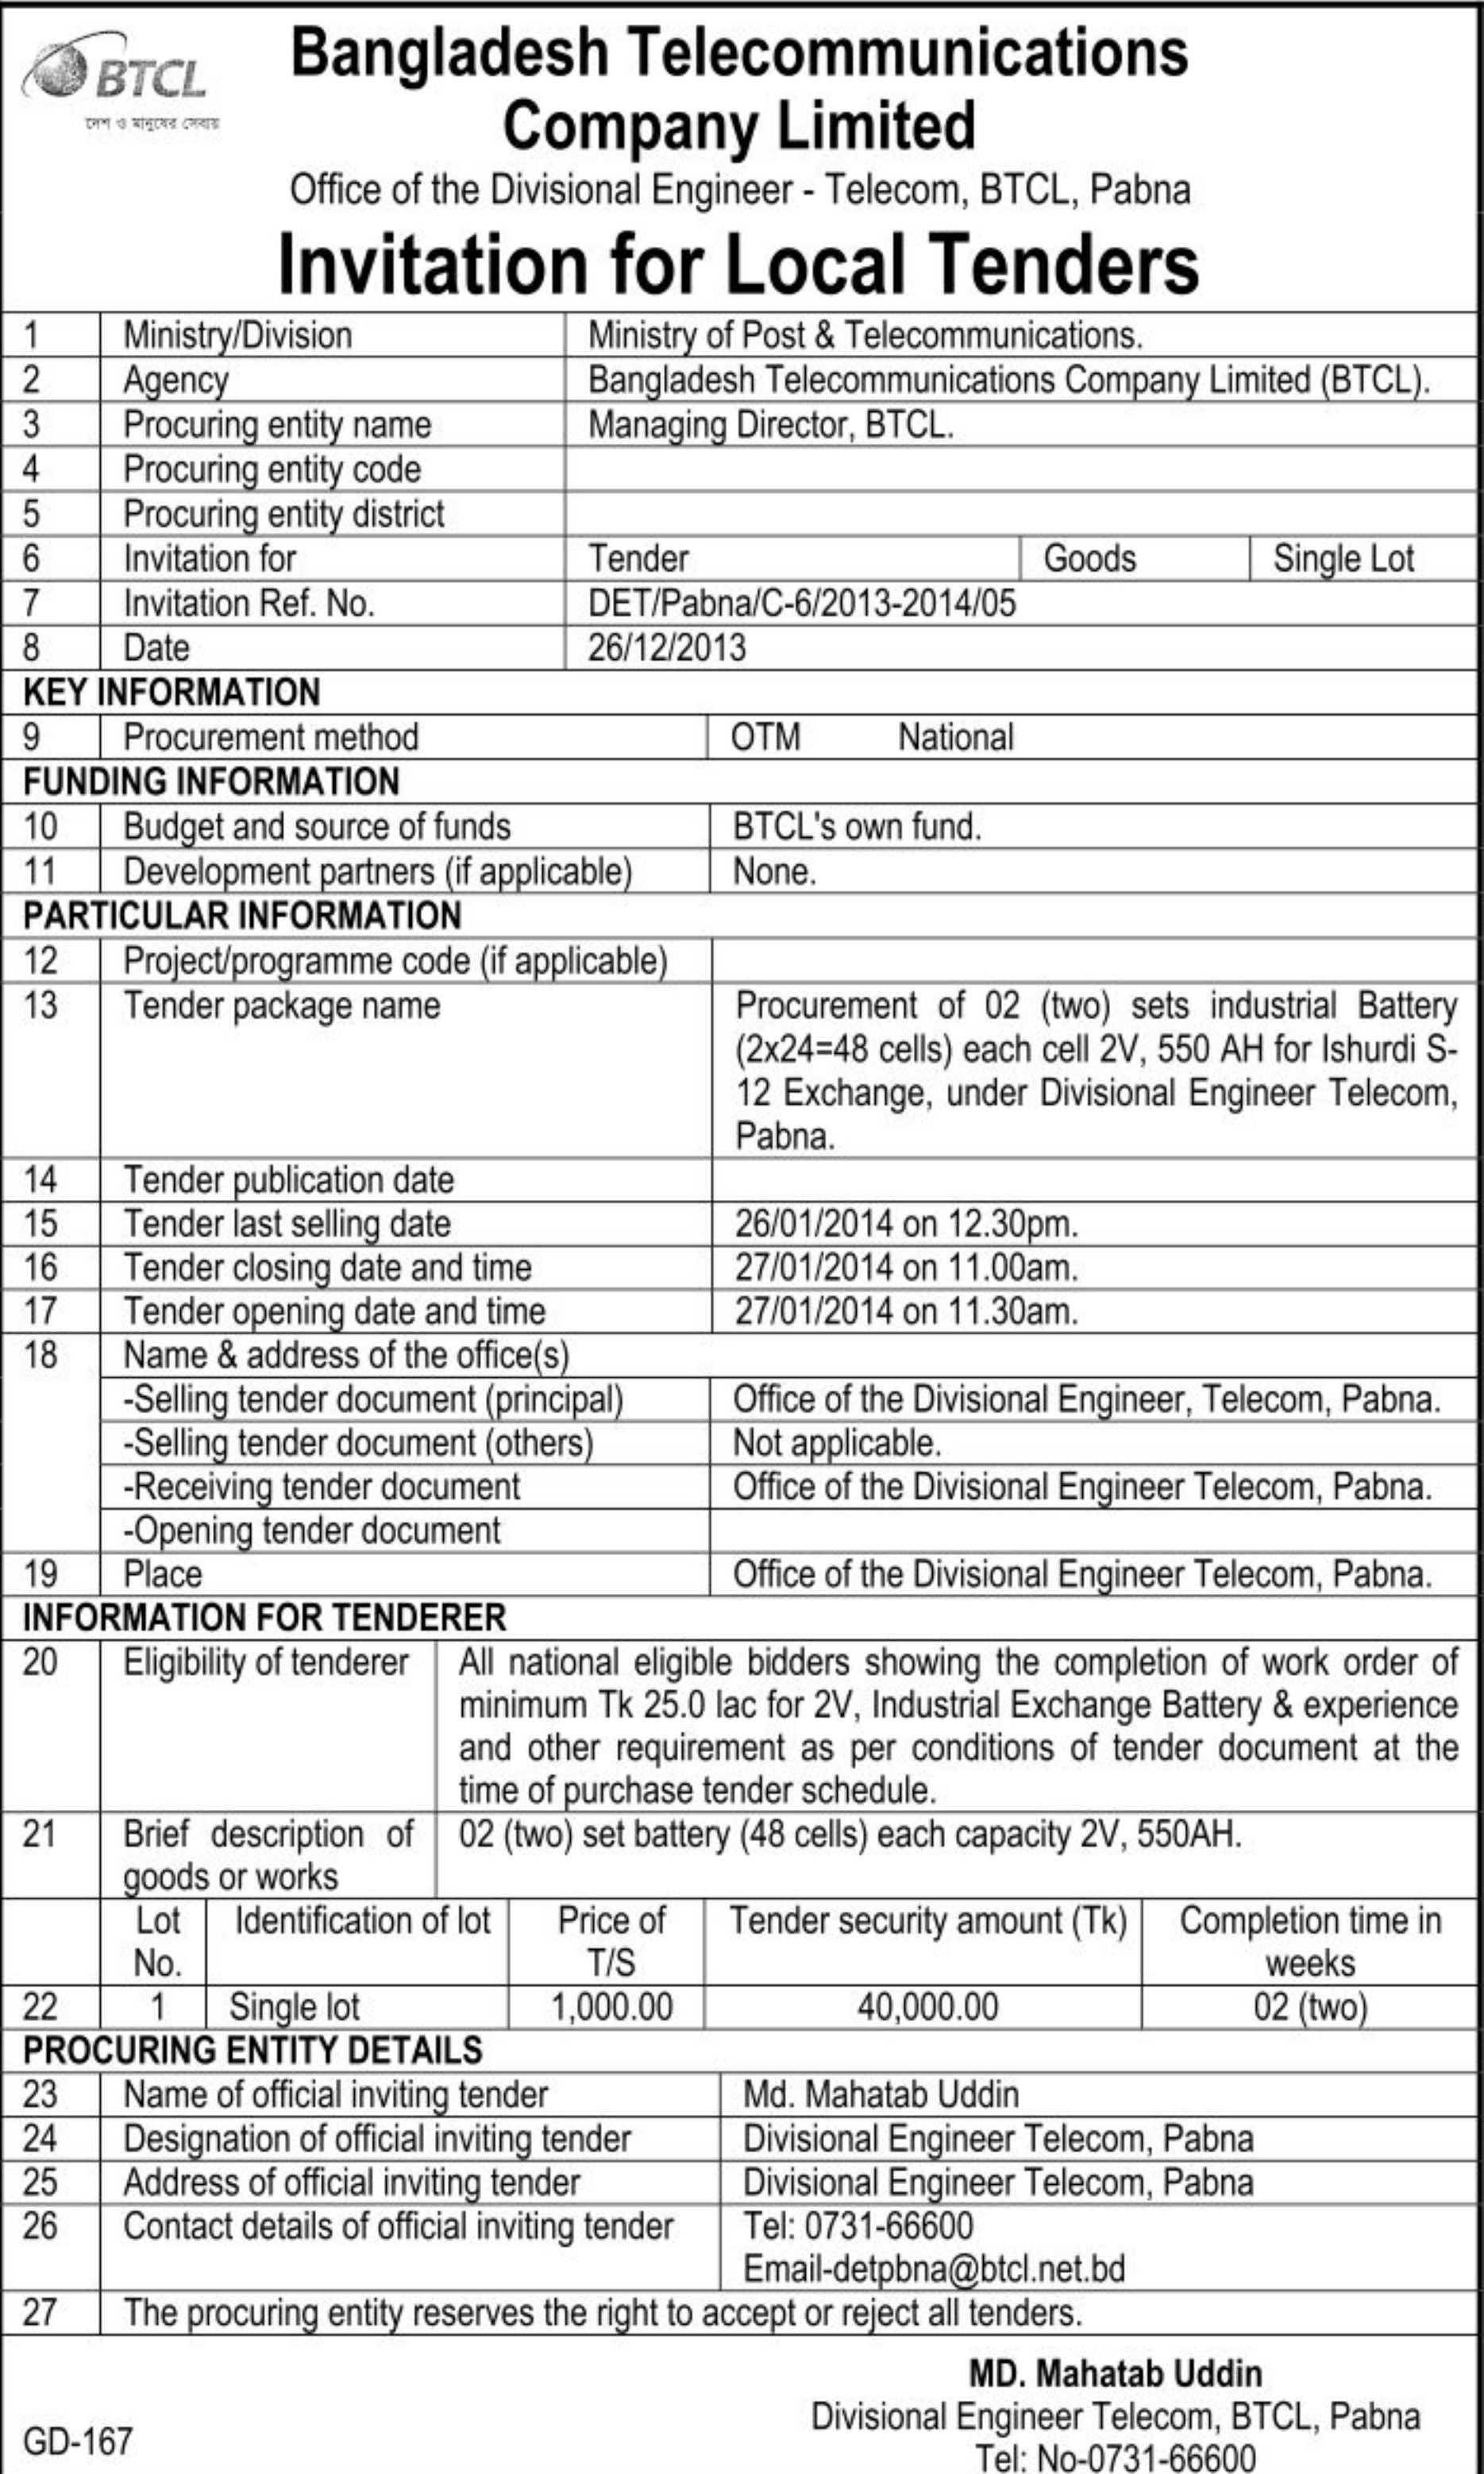 BTCL
দেশ ও মানুষের সেবায়
Bangladesh Telecommunications
Company Limited
Office of the Divisional Engineer - Telecom, BTCL, Pabna
Invitation for Local Tenders
1 Ministry/Division Ministry of Post & Telecommunications.
2 Agency Bangladesh Telecommunications Company Limited (BTCL).
3 Procuring entity name Managing Director, BTCL.
4 Procuring entity code
5 Procuring entity district
6 Invitation for Tender Goods Single Lot
7 Invitation Ref. No. DET/Pabna/C-6/2013-2014/05
8 Date 26/12/2013
KEY INFORMATION
9 Procurement method OTM National
FUNDING INFORMATION
10 Budget and source of funds BTCL's own fund.
11 Development partners (if applicable) None.
PARTICULAR INFORMATION
12 Project/programme code (if applicable)
13 Tender package name Procurement of 02 (two) sets industrial Battery
(2x24=48 cells) each cell 2V, 550 AH for Ishurdi S-
12 Exchange, under Divisional Engineer Telecom,
Pabna.
14 Tender publication date
15 Tender last selling date 26/01/2014 on 12.30pm.
16 Tender closing date and time 27/01/2014 on 11.00am.
17 Tender opening date and time 27/01/2014 on 11.30am.
18 Name & address of the office(s)
-Selling tender document (principal) Office of the Divisional Engineer, Telecom, Pabna.
-Selling tender document (others) Not applicable.
-Receiving tender document Office of the Divisional Engineer Telecom, Pabna.
-Opening tender document
19 Place Office of the Divisional Engineer Telecom, Pabna.
INFORMATION FOR TENDERER
20 Eligibility of tenderer All national eligible bidders showing the completion of work order of
minimum Tk 25.0 lac for 2V, Industrial Exchange Battery & experience
and other requirement as per conditions of tender document at the
time of purchase tender schedule.
21 Brief description of 02 (two) set battery (48 cells) each capacity 2V, 550AH.
goods or works
Lot Identification of lot Price of Tender security amount (Tk) Completion time in
No. T/S weeks
22 1 Single lot 1,000.00 40,000.00 02 (two)
PROCURING ENTITY DETAILS
23 Name of official inviting tender Md. Mahatab Uddin
24 Designation of official inviting tender Divisional Engineer Telecom, Pabna
25 Address of official inviting tender Divisional Engineer Telecom, Pabna
26 Contact details of official inviting tender Tel: 0731-66600
Email-detpbna@btcl.net.bd
27 The procuring entity reserves the right to accept or reject all tenders.
MD. Mahatab Uddin
Divisional Engineer Telecom, BTCL, Pabna
GD-167
Tel: No-0731-66600